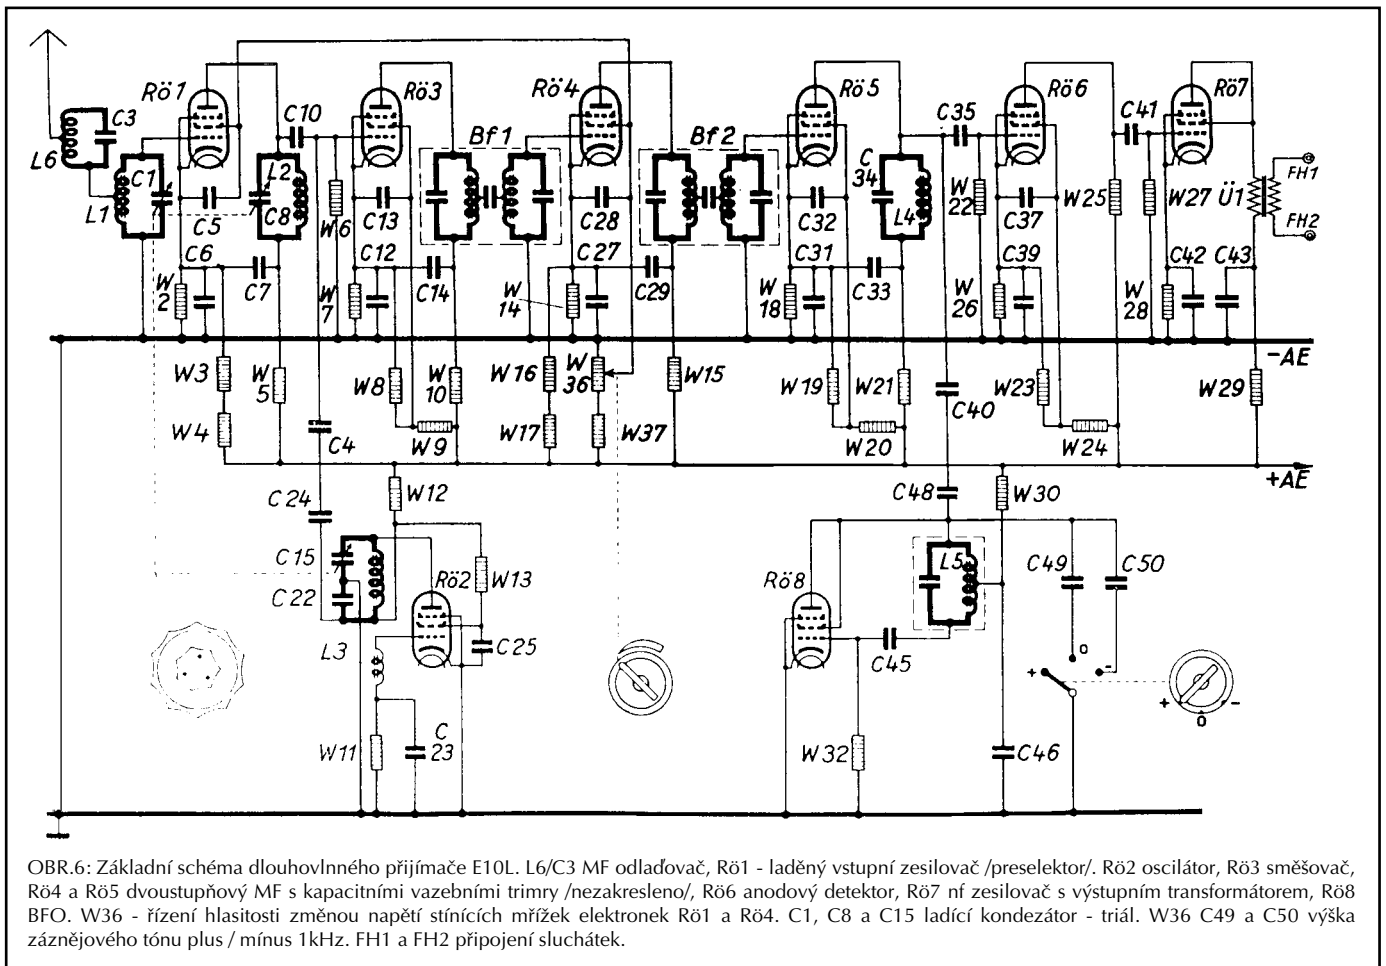 Rö1
Rö3
Rö4
Rö5
Rö6
Rö7
C3
L6
C1
L1
C10
L2
C8
C5
C6
C7
W
2
W6
C13
C12
C14
W
7
Bf1
C28
C27
C29
W
14
Bf2
C32
C31
C33
W
18
C
34
L4
C35
W
22
C37
C39
W
26
W25
C41
W27
Ü1
FH1
FH2
C42
C43
W
28
-AE
W3
W
5
W4
W8
W
10
W9
W16
W
36
W15
W17
W37
W19
W21
W20
C40
W23
W24
W29
+AE
C4
C24
W12
C48
W30
C15
C22
L3
Rö2
W13
C25
W11
C
23
Rö8
L5
C45
W32
C46
C49
C50
+
0
-
+
0
-
OBR.6: Základní schéma dlouhovlnného přijímače E10L. L6/C3 MF odlaďovač, Rö1 - laděný vstupní zesilovač /preselektor/. Rö2 oscilátor, Rö3 směšovač,
Rö4 a Rö5 dvoustupňový MF s kapacitními vazebními trimry /nezakresleno/, Rö6 anodový detektor, Rö7 nf zesilovač s výstupním transformátorem, Rö8
BFO. W36 - řízení hlasitosti změnou napětí stínících mřížek elektronek Rö1 a Rö4. C1, C8 a C15 ladící kondezátor - triál. W36 C49 a C50 výška
záznějového tónu plus / mínus 1kHz. FH1 a FH2 připojení sluchátek.